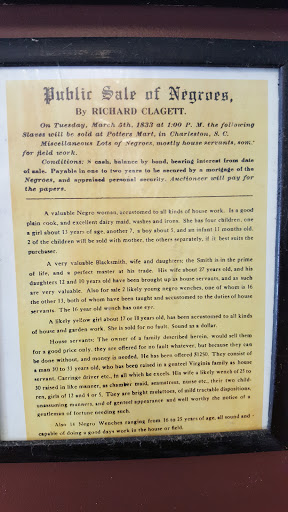 Public Sale of Negroes,
By RICHARD CLAGETT.
On Tuesday, March 5th, 1833 at 1:00 P. M. the following
Slaves will be sold at Potters Mart, in Charleston, S. C.
Miscellaneous Lots of Negroes, mostly house servants, some
for field work.
Conditions: ½ cash, balance by bond, bearing interest from date
of sale. Payable in one to two years to be secured by a mortgage of the
Negroes, and appraised personal security. Auctioneer will pay for
the papers.
A valuable Negro woman, accustomed to all kinds of house work. Is a good
plain cook, and excellent dairy maid, washes and irons. She has four children, one
a girl about 13 years of age, another 7, a boy about 5, and an infant 11 months old.
2 of the children will be sold with mother, the others separately, if it best suits the
purchaser.
A very valuable Blacksmith, wife and daughters; the Smith is in the prime
of life, and a perfect master at his trade. His wife about 27 years old, and his
daughters 12 and 10 years old have been brought up as house servants, and as such
are very valuable. Also for sale 2 likely young negro wenches, one of whom is 16
the other 13, both of whom have been taught and accustomed to the duties of house
servants. The 16 year old wench has one eye.
A likely yellow girl about 17 or 18 years old, has been accustomed to all kinds
of house and garden work. She is sold for no fault. Sound as a dollar.
House servants: The owner of a family described herein, would sell them
for a good price only, they are offered for no fault whatever, but because they can
be done without, and money is needed. He has been offered $1250. They consist of
a man 30 to 33 years old, who has been raised in a genteel Virginia family as house
servant, Carriage driver etc., in all which he excels. His wife a likely wench of 25 to
30 raised in like manner, as chamber maid, seamstress, nurse etc., their two child-
ren, girls of 12 and 4 or 5. They are bright mulattoes, of mild tractable dispositions,
unassuming manners, and of genteel appearance and well worthy the notice of a
gentleman of fortune needing such.
Also 14 Negro Wenches ranging from 16 to 25 years of age, all sound and
capable of doing a good days work in the house or field.